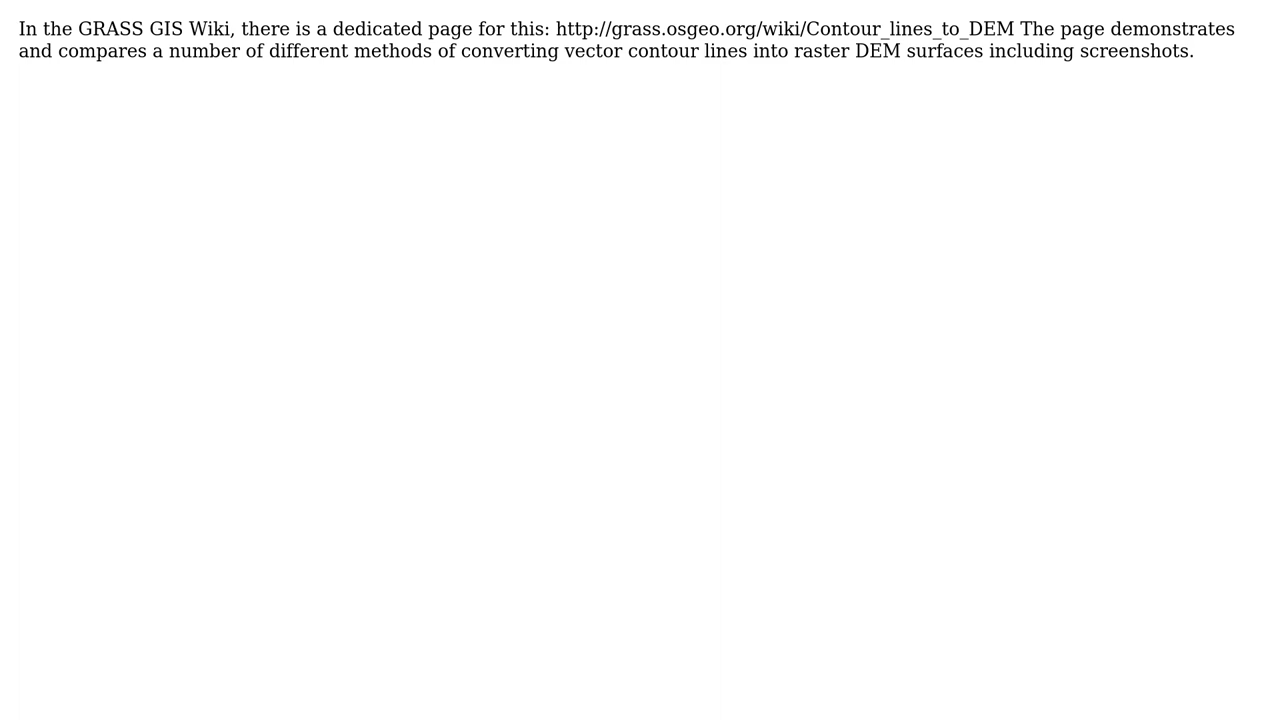 In the GRASS GIS Wiki, there is a dedicated page for this: http://grass.osgeo.org/wiki/Contour_lines_to_DEM The page demonstrates
and compares a number of different methods of converting vector contour lines into raster DEM surfaces including screenshots.